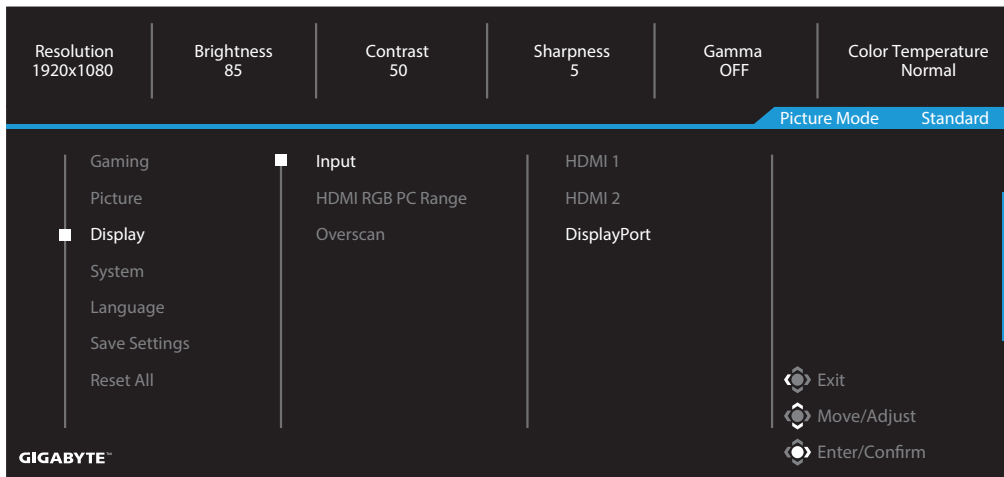 Resolution
1920x1080
Brightness
85
Contrast
50
Sharpness
5
Gamma
OFF
Color Temperature
Normal
Picture Mode Standard
Gaming
Picture
Display
System
Language
Save Settings
Reset All
Input
HDMI RGB PC Range
Overscan
HDMI 1
HDMI 2
DisplayPort
Exit
Move/Adjust
Enter/Confirm
GIGABYTE™